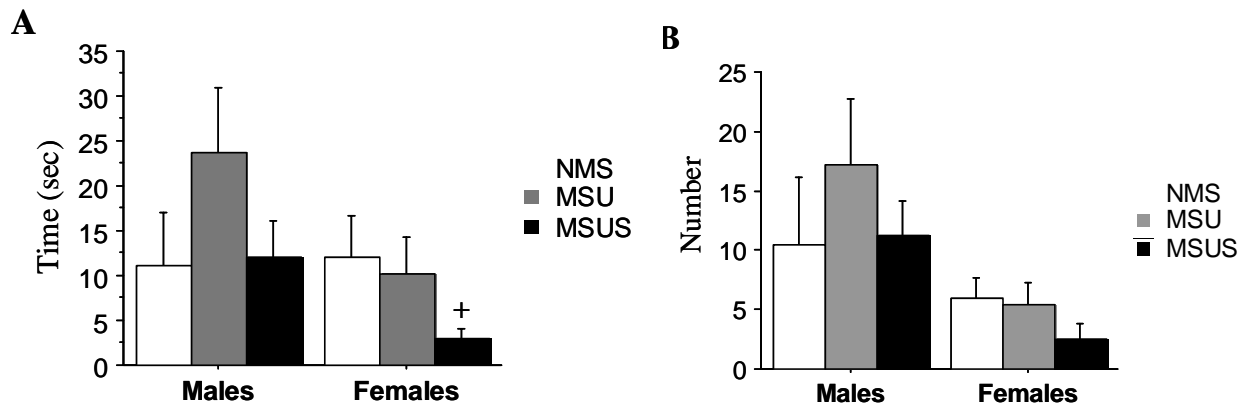 A
Time (sec)
35
30
25
20
15
10
5
0
+
Males
Females
NMS
MSU
MSUS
B
Number
25
20
15
10
5
0
Males
Females
NMS
MSU
MSUS